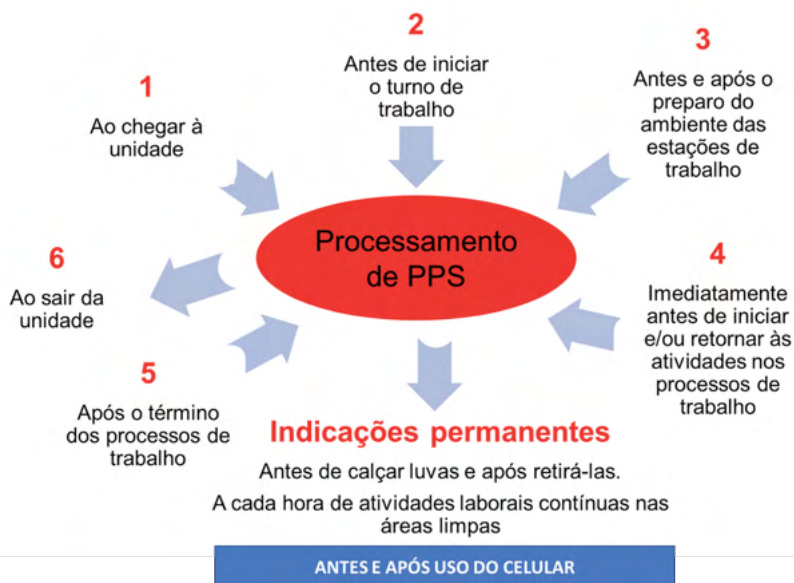 1
Ao chegar à
unidade
2
Antes de iniciar
o turno de
trabalho
3
Antes e após o
preparo do
ambiente das
estações de
trabalho
Processamento
de PPS
4
Imediatamente
antes de iniciar
e/ou retornar às
atividades nos
processos de
trabalho
5
Após o término
dos processos de
trabalho
6
Ao sair da
unidade
Indicações permanentes
Antes de calçar luvas e após retirá-las.
A cada hora de atividades laborais contínuas nas
áreas limpas
ANTES E APÓS USO DO CELULAR